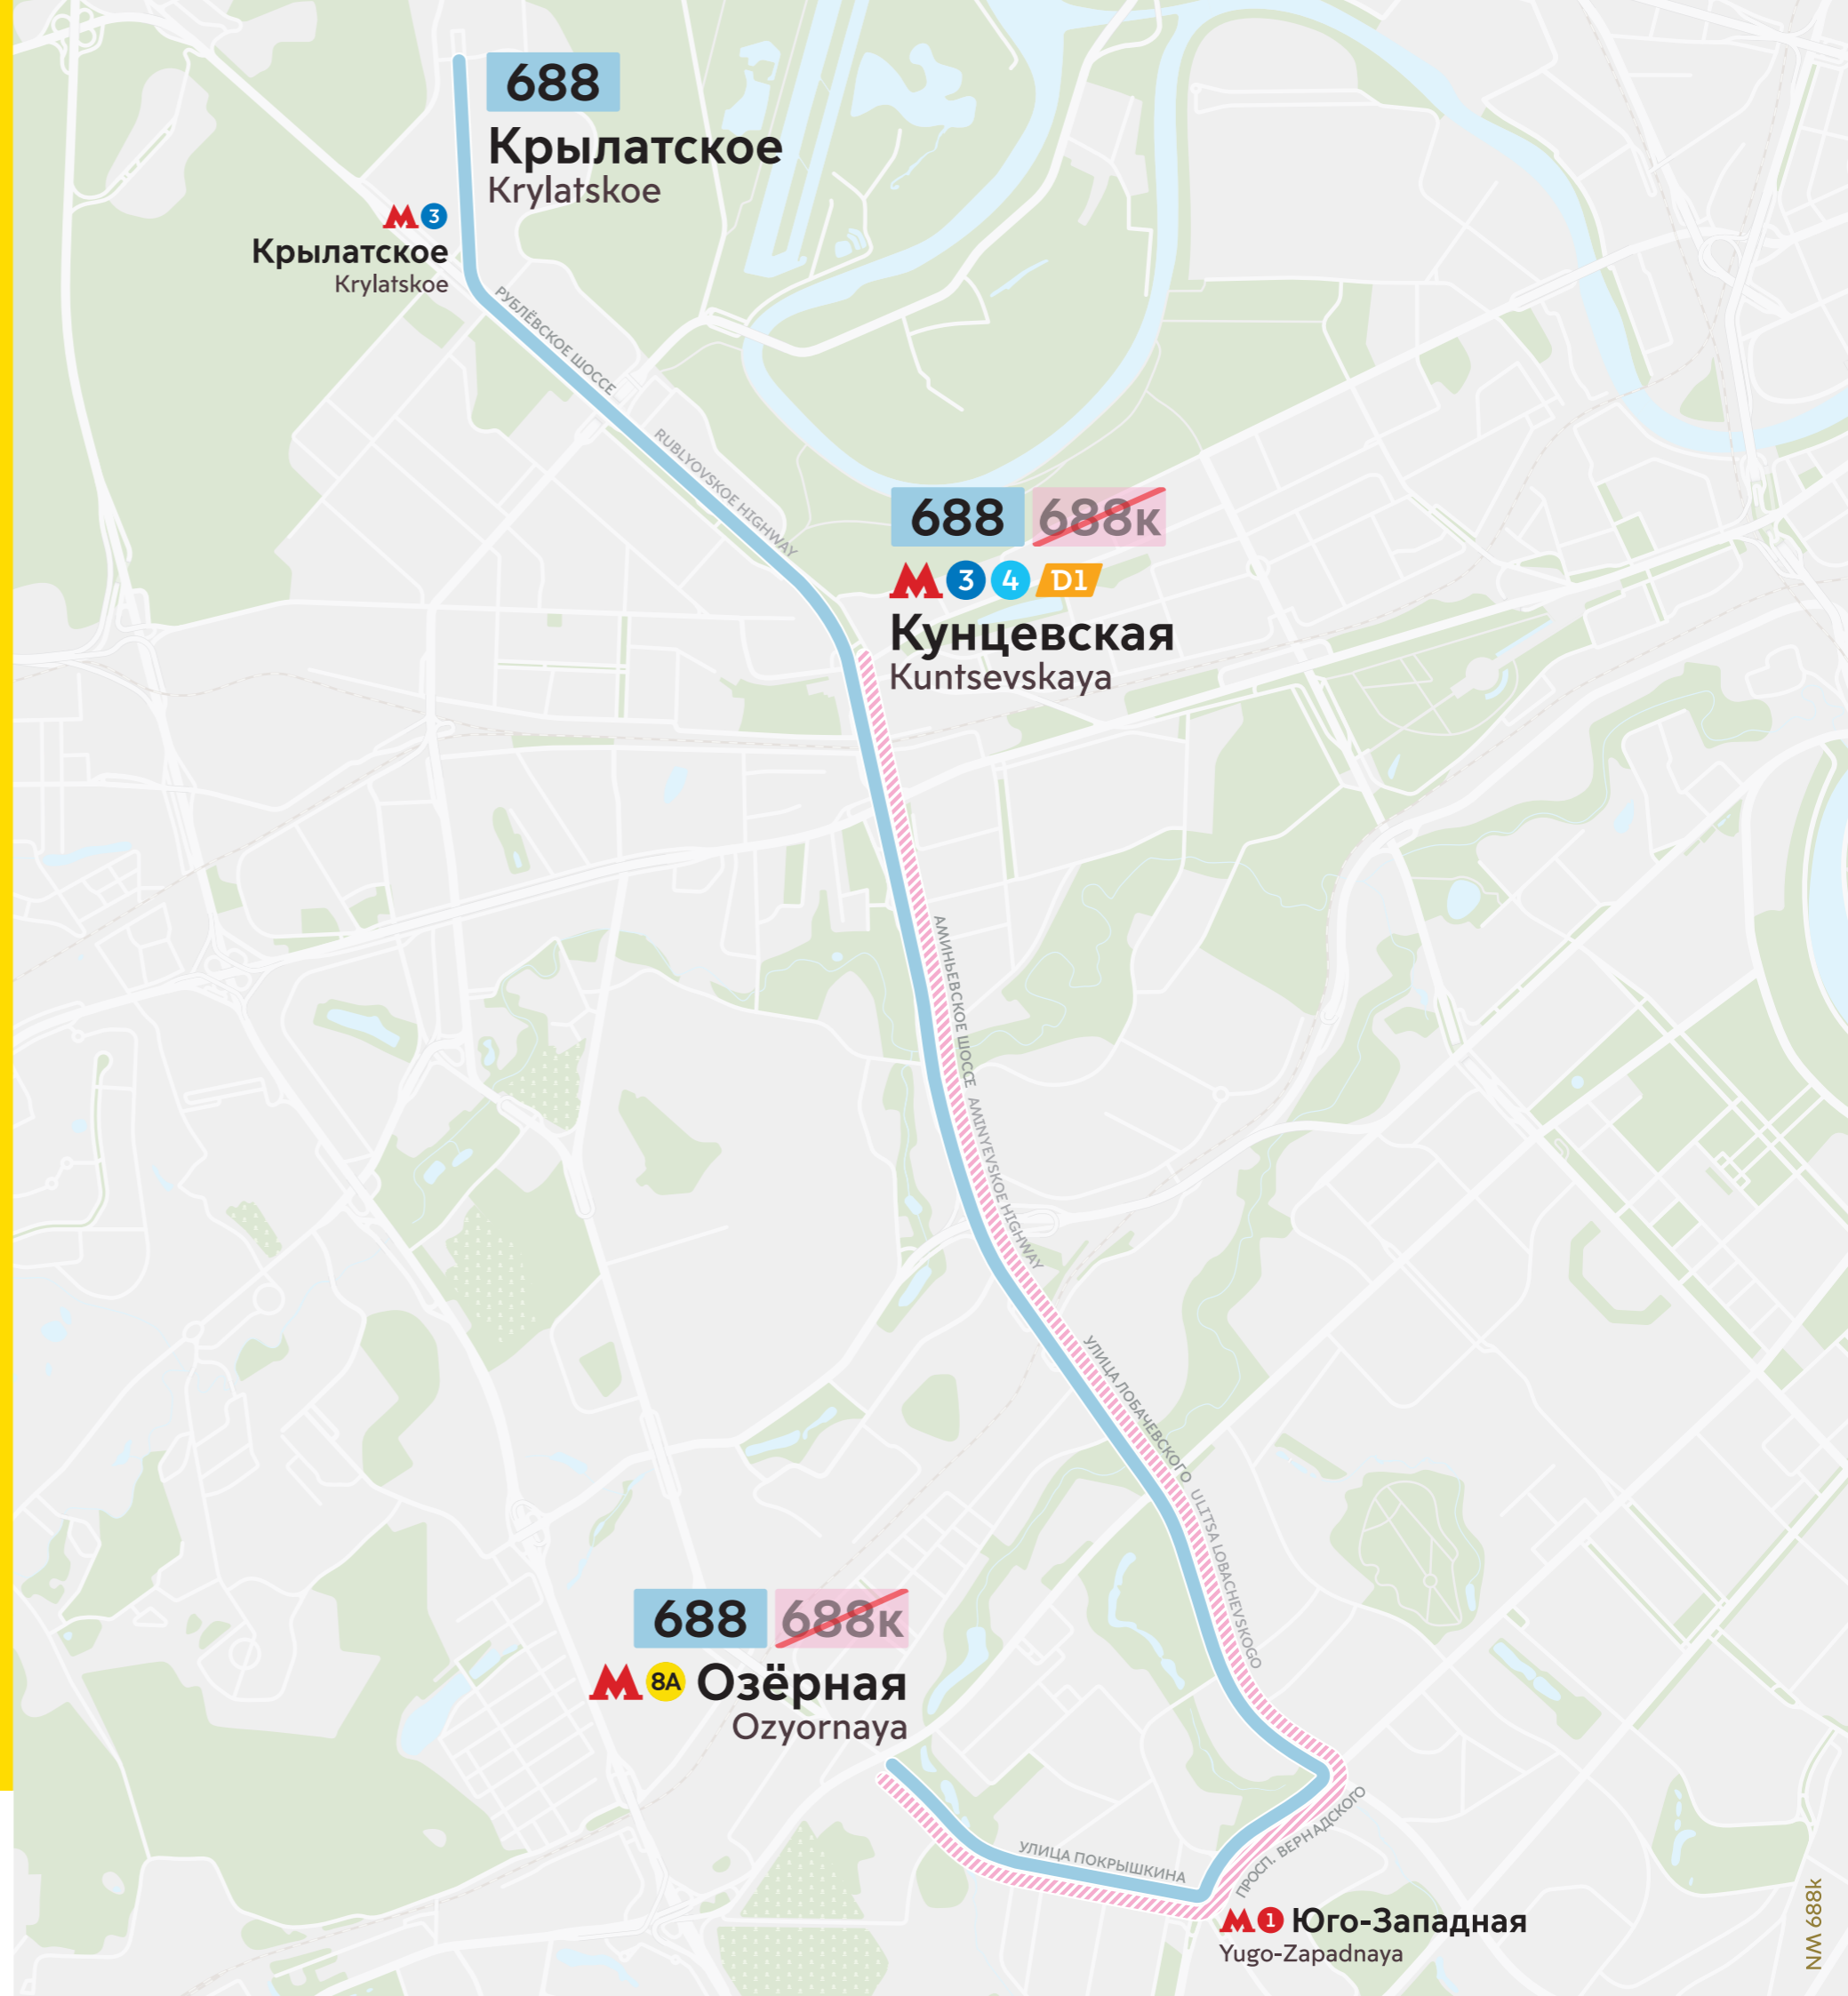 688
Крылатское
Krylatskoe
М 3
Крылатское
Krylatskoe
РУБЛЁВСКОЕ ШОССЕ
RUBLYOVSKOE HIGHWAY
688 688к
М 3 4 D1
Кунцевская
Kuntsevskaya
АМИНЬЕВСКОЕ ШОССЕ
AMINYEVSKOE HIGHWAY
УЛИЦА ЛОБАЧЕВСКОГО
ULITSA LOBACHEVSKOGO
688 688к
М 8А Озёрная
Ozyornaya
УЛИЦА ПОКРЫШКИНА
ПРОСП. ВЕРНАДСКОГО
М 1 Юго-Западная
Yugo-Zapadnaya
NW 688k